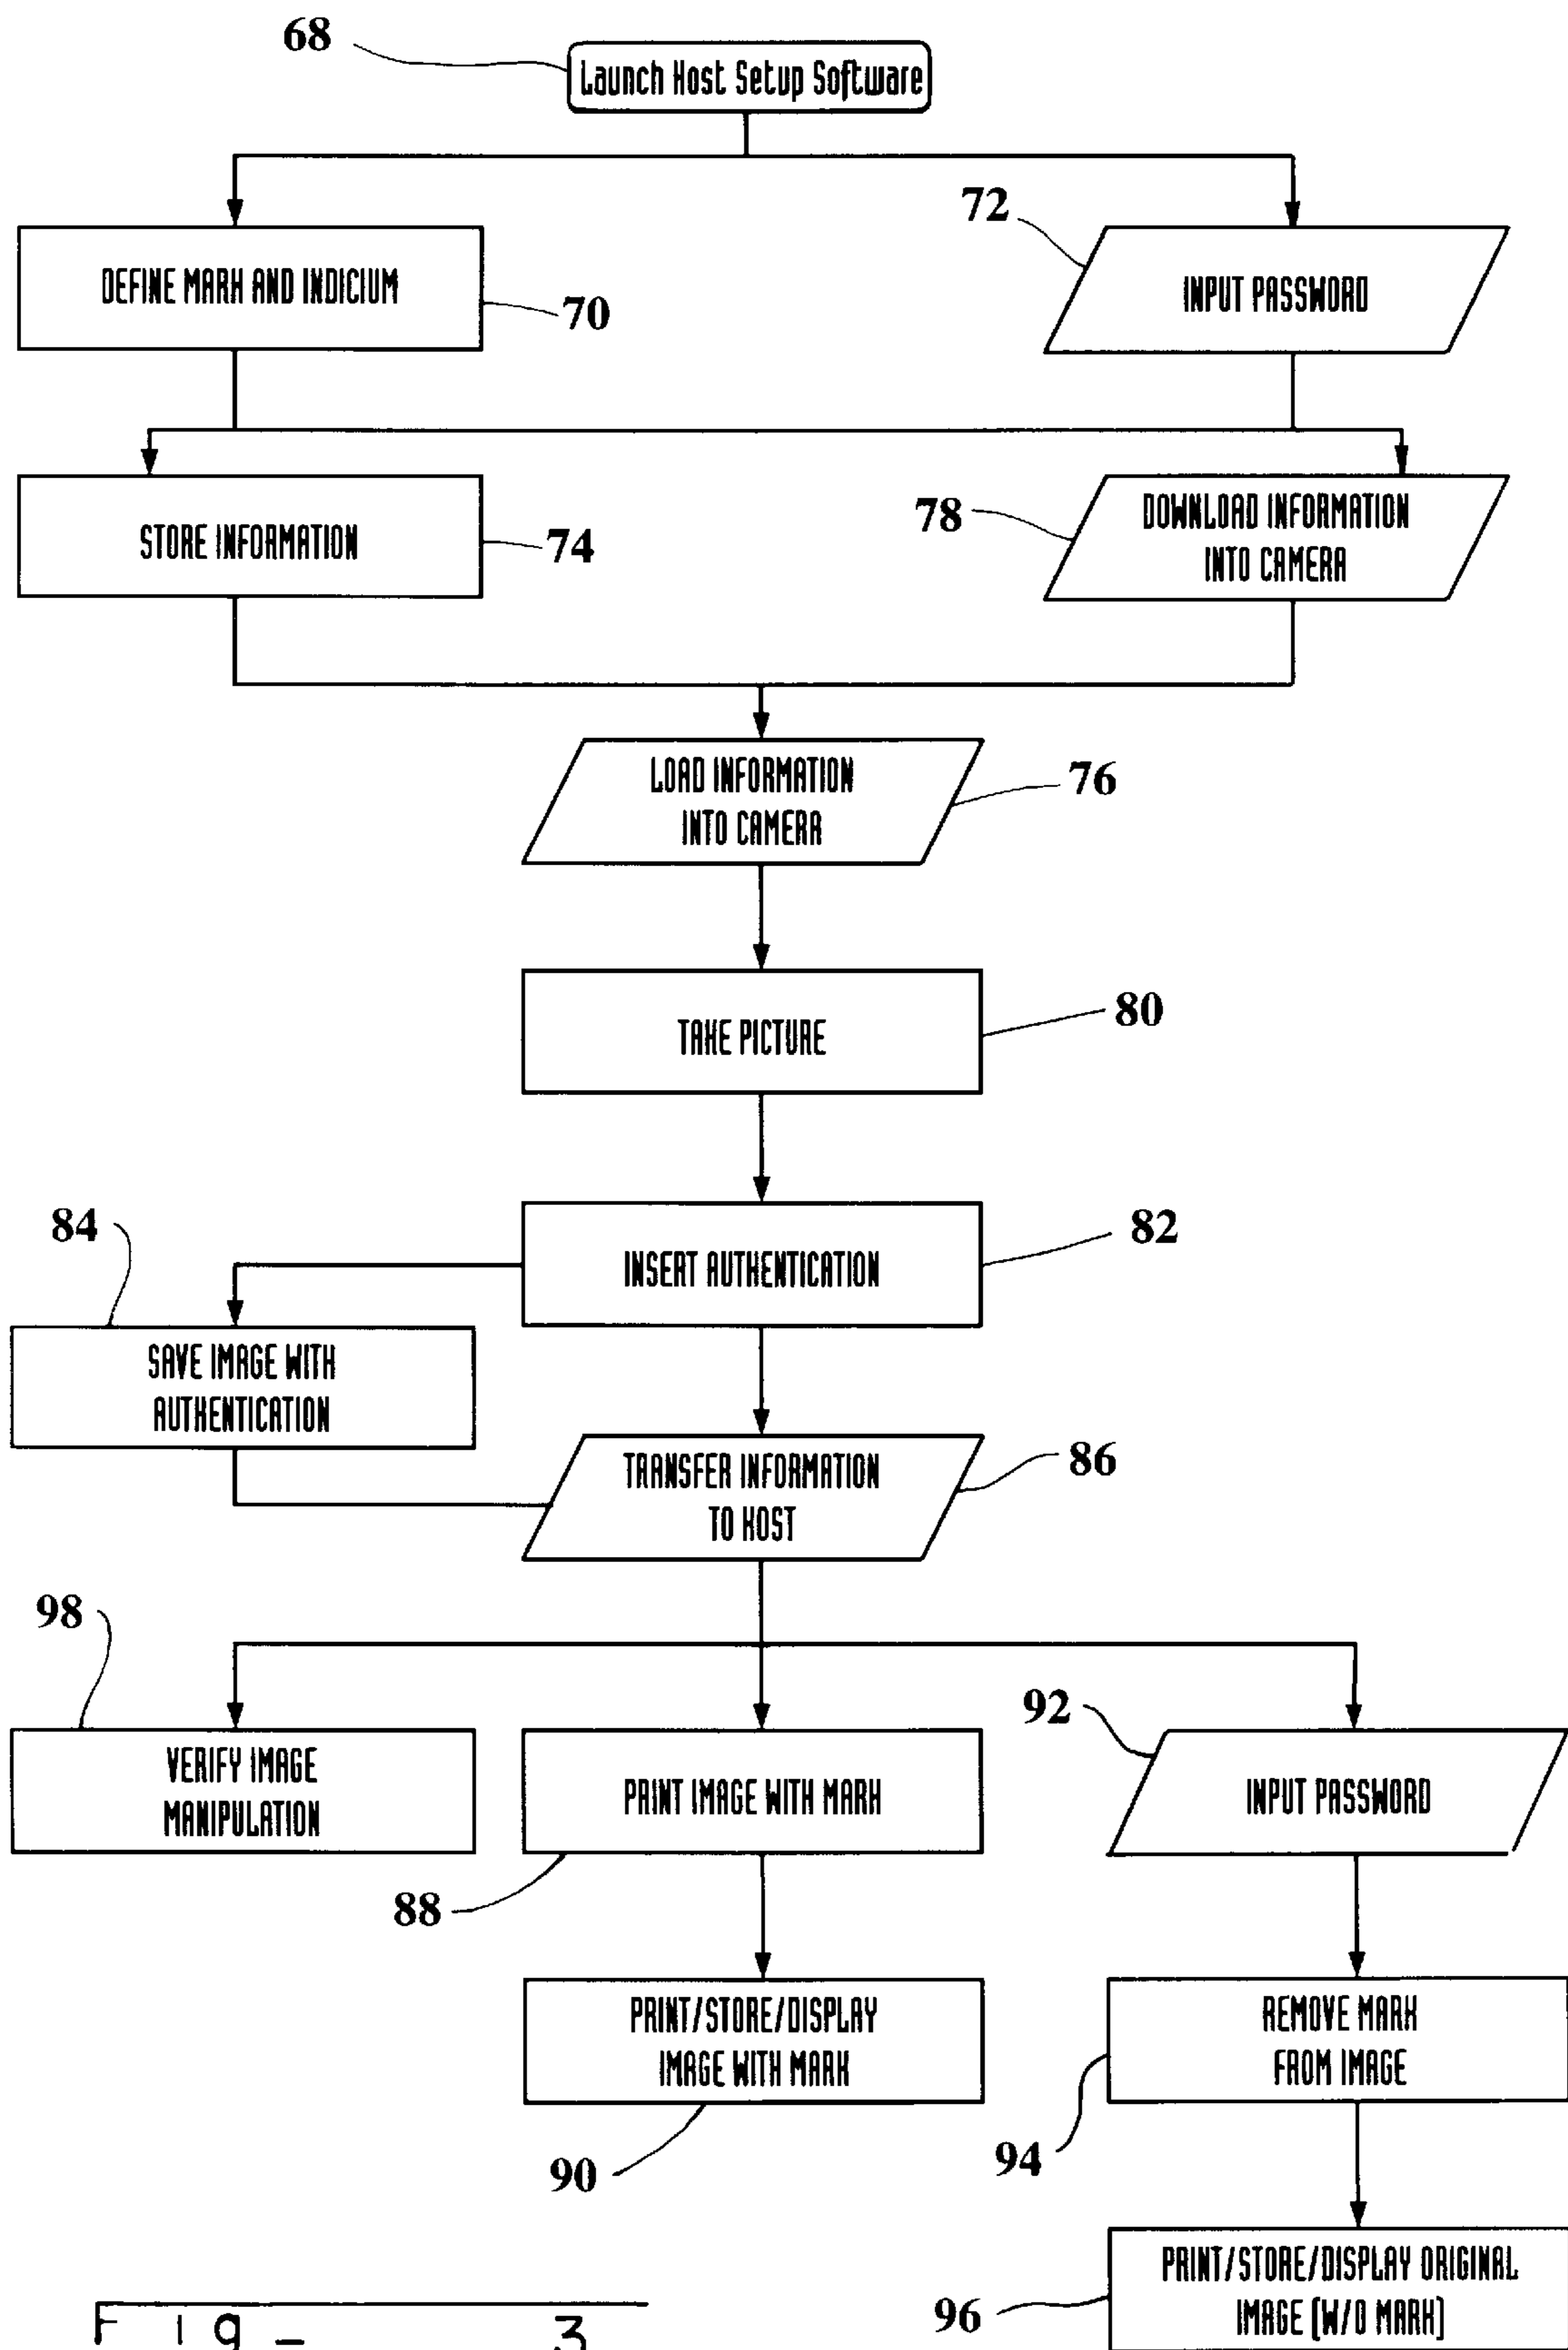 68
Launch Host Setup Software
72
DEFINE MARK AND INDICIUM
70
INPUT PASSWORD
STORE INFORMATION
74
78
DOWNLOAD INFORMATION
INTO CAMERA
LOAD INFORMATION
INTO CAMERA
76
TAKE PICTURE
80
84
INSERT AUTHENTICATION
82
SAVE IMAGE WITH
AUTHENTICATION
TRANSFER INFORMATION
TO HOST
86
98
VERIFY IMAGE
MANIPULATION
PRINT IMAGE WITH MARK
88
92
INPUT PASSWORD
PRINT/STORE/DISPLAY
IMAGE WITH MARK
90
REMOVE MARK
FROM IMAGE
94
PRINT/STORE/DISPLAY ORIGINAL
IMAGE (W/O MARK)
96
Fig_ 3